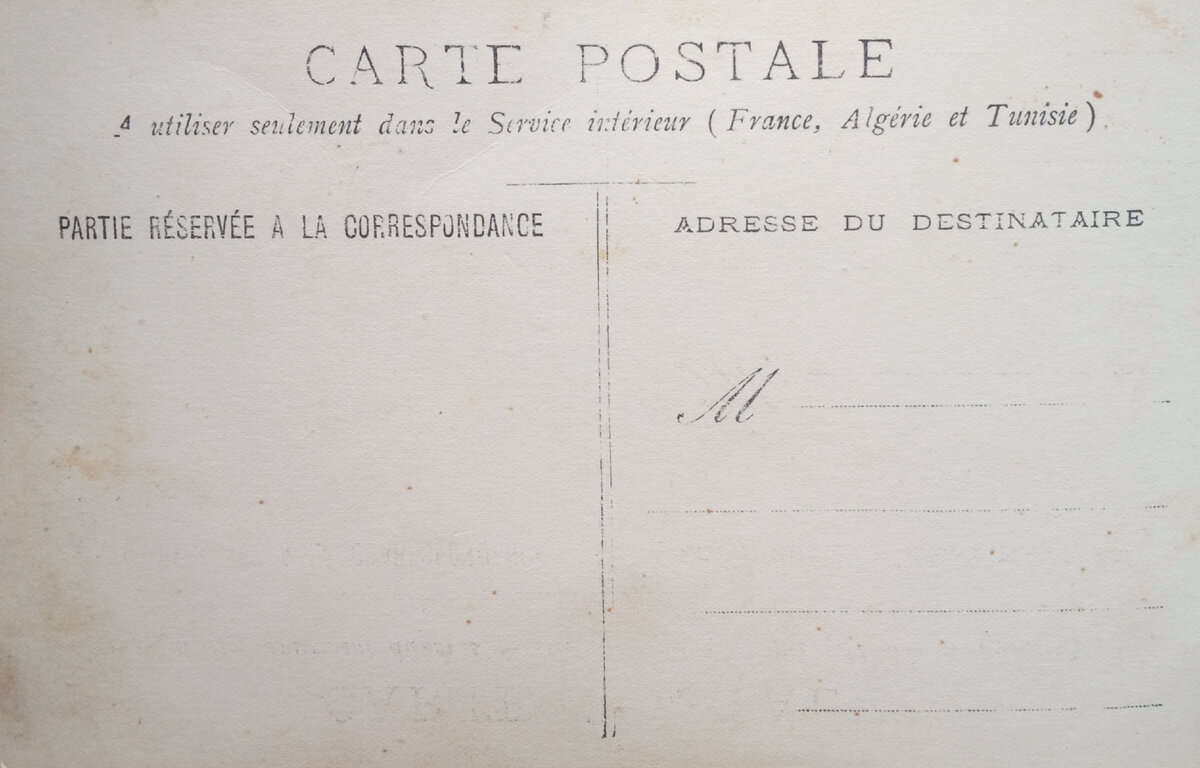 CARTE POSTALE
A utiliser seulement dans le Service intérieur (France, Algérie et Tunisie)
PARTIE RÉSERVÉE A LA CORRESPONDANCE
ADRESSE DU DESTINATAIRE
M